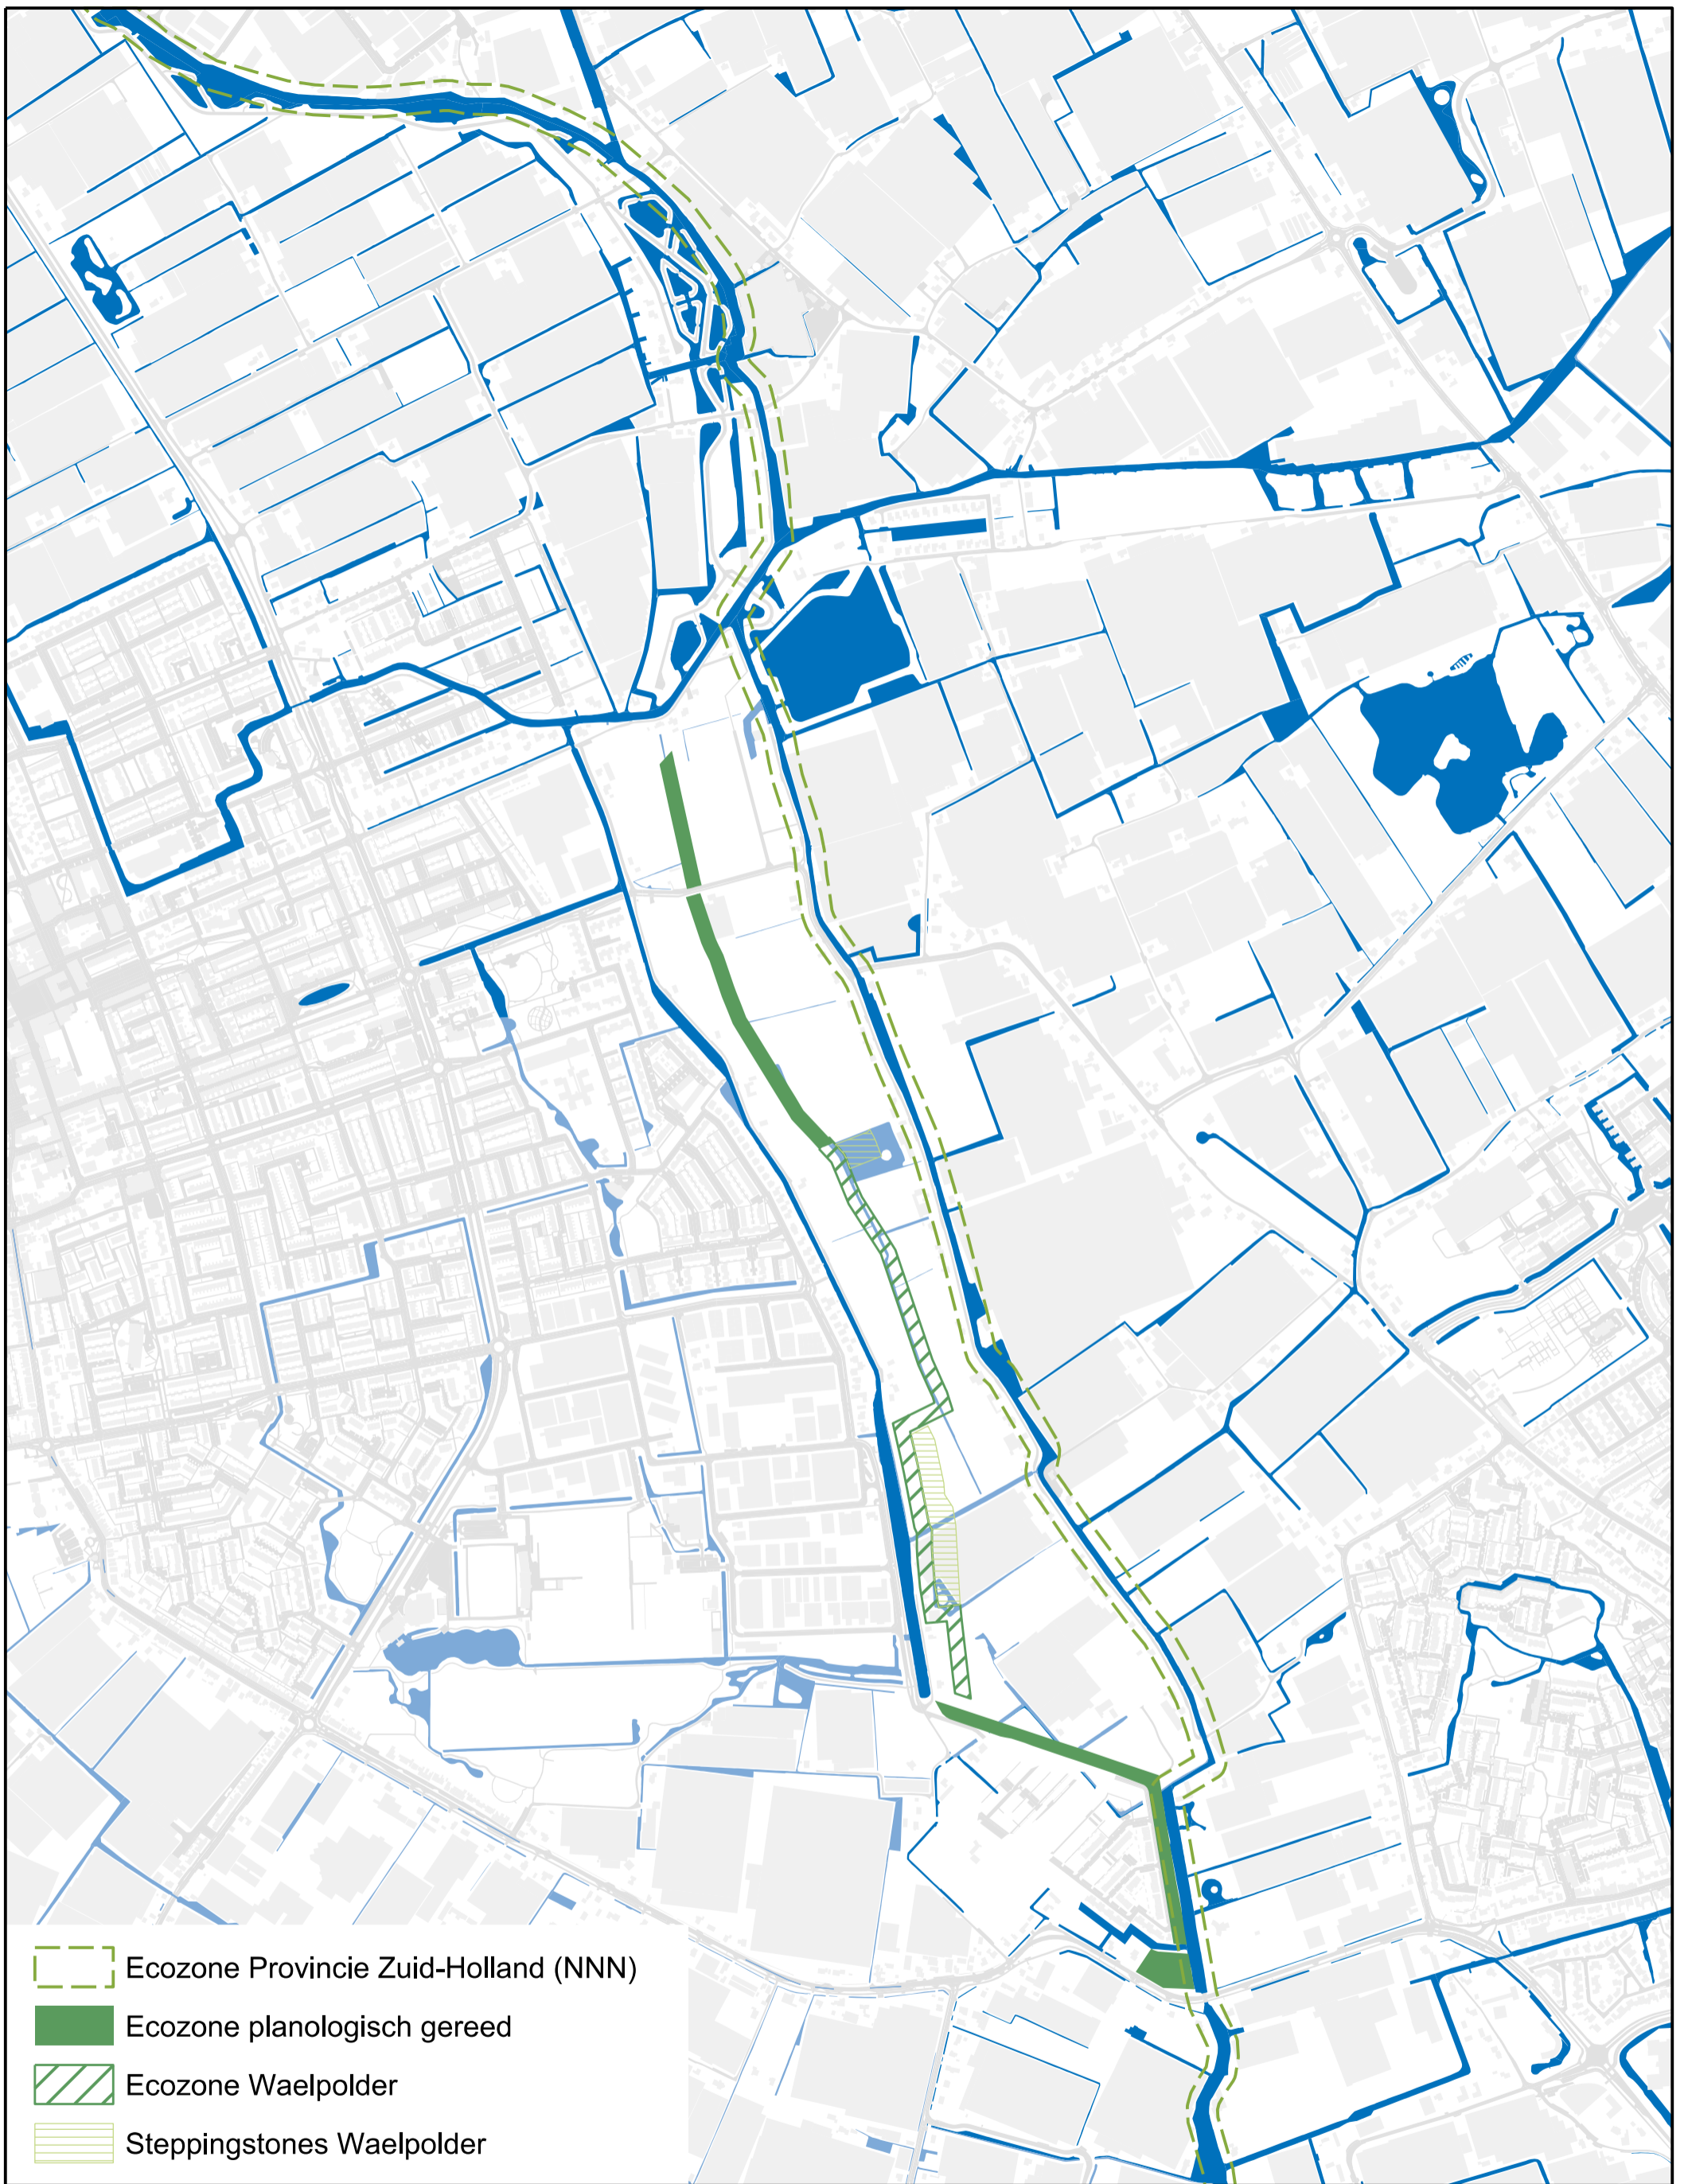 Ecozone Provincie Zuid-Holland (NNN)
Ecozone planologisch gereed
Ecozone Waelpolder
Steppingstones Waelpolder